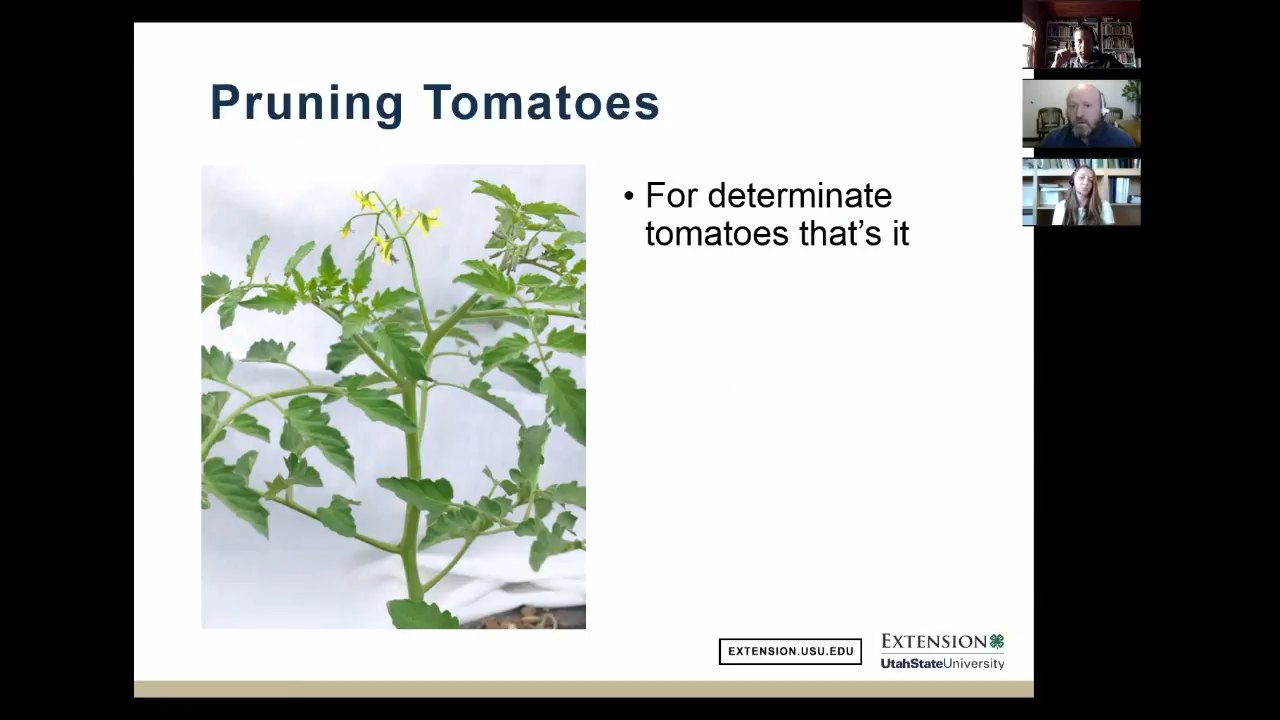 Pruning Tomatoes
• For determinate
tomatoes that's it
EXTENSION.USU.EDU
EXTENSION
UtahStateUniversity